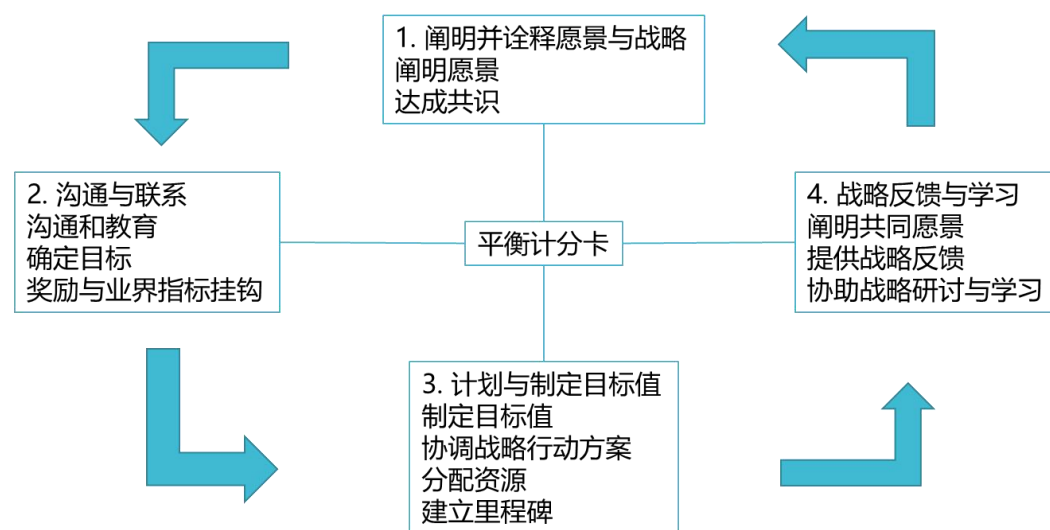 1. 阐明并诠释愿景与战略
阐明愿景
达成共识
2. 沟通与联系
沟通和教育
确定目标
奖励与业界指标挂钩
平衡计分卡
4. 战略反馈与学习
阐明共同愿景
提供战略反馈
协助战略研讨与学习
3. 计划与制定目标值
制定目标值
协调战略行动方案
分配资源
建立里程碑